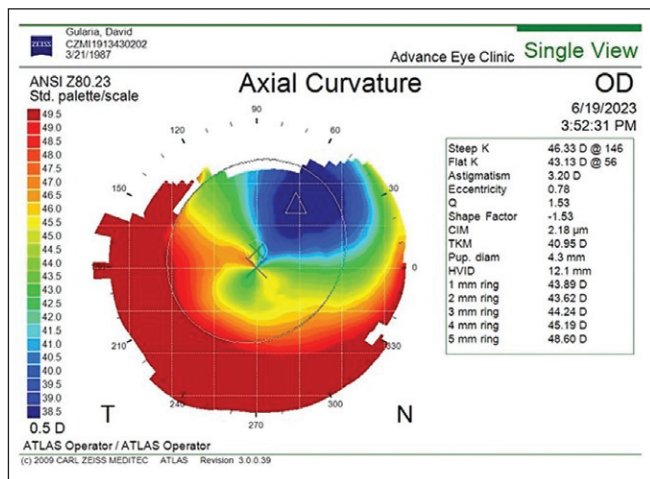 ZEISS
Gularia, David
CZMI1913430202
3/21/1987
Advance Eye Clinic
Single View
ANSI Z80.23
Std. palette/scale
Axial Curvature
OD
6/19/2023
3:52:31 PM
49.5
49.0
48.5
48.0
47.5
47.0
46.5
46.0
45.5
45.0
44.5
44.0
43.5
43.0
42.5
42.0
41.5
41.0
40.5
40.0
39.5
39.0
38.5
0.5 D
90
120
60
150
30
180
0
210
330
240
300
270
T
N
Steep K 46.33 D @ 146
Flat K 43.13 D @ 56
Astigmatism 3.20 D
Eccentricity 0.78
Q 1.53
Shape Factor -1.53
CIM 2.18 µm
TKM 40.95 D
Pup. diam 4.3 mm
HVID 12.1 mm
1 mm ring 43.89 D
2 mm ring 43.62 D
3 mm ring 44.24 D
4 mm ring 45.19 D
5 mm ring 48.60 D
ATLAS Operator / ATLAS Operator
(c) 2009 CARL ZEISS MEDITEC ATLAS Revision 3.0.0.39